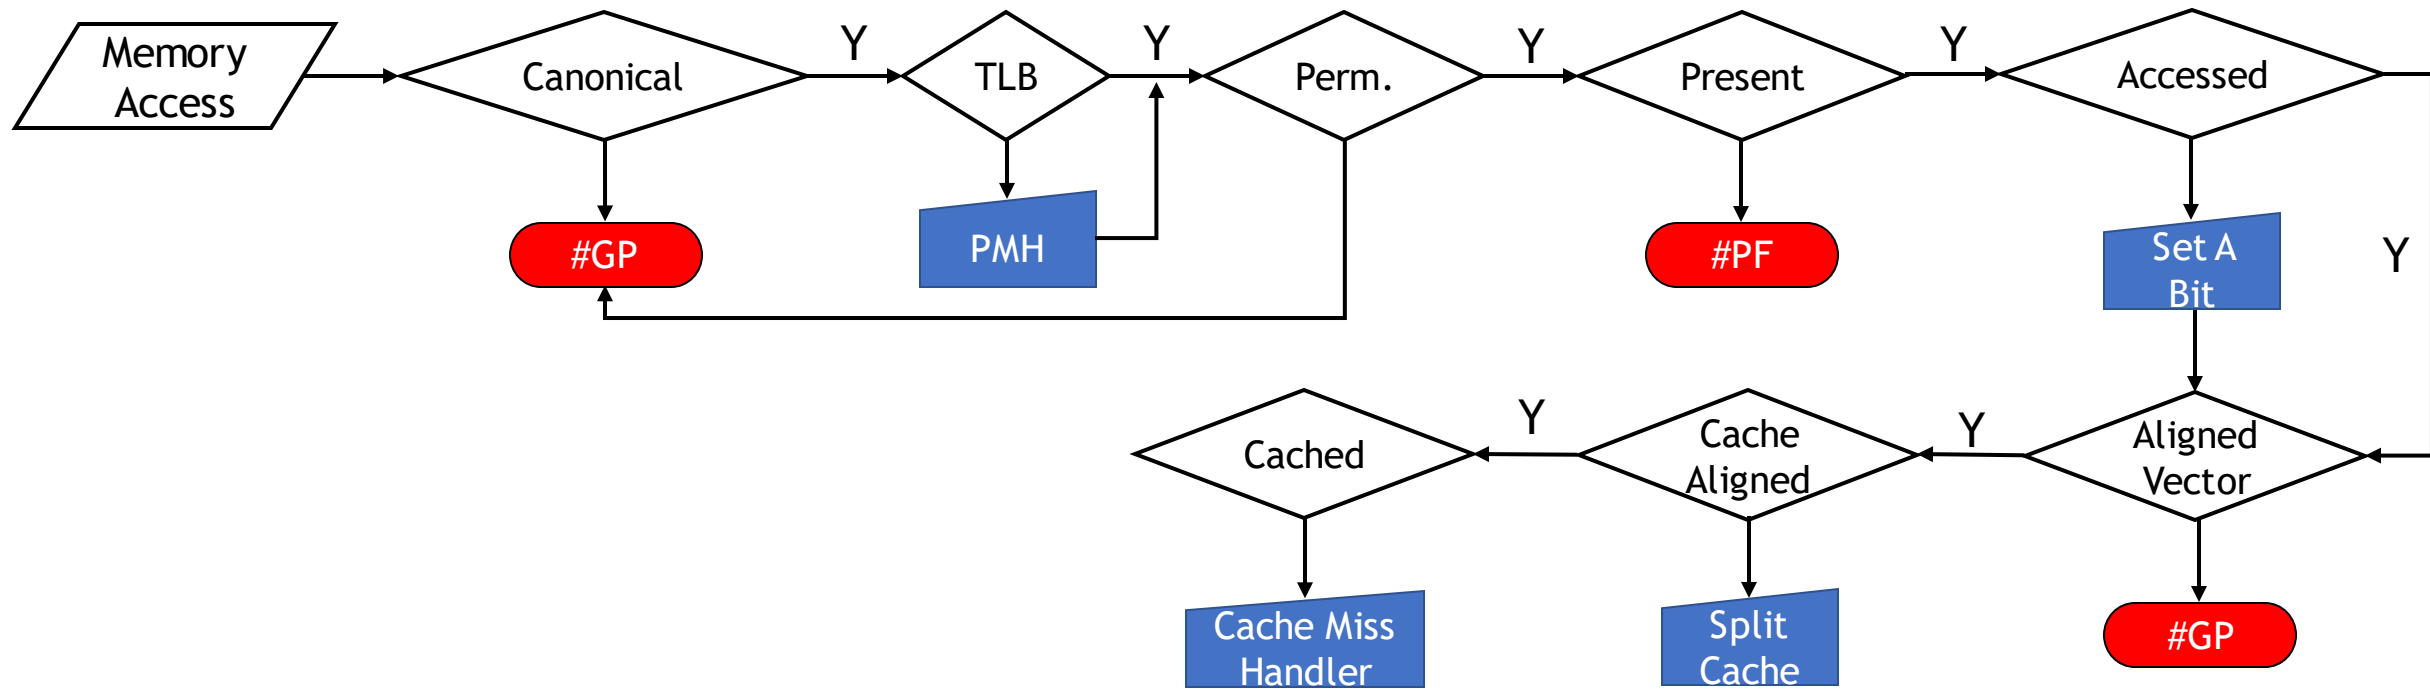 Memory
Access
Canonical
Y
TLB
Y
Perm.
Y
Present
Y
Accessed
#GP
PMH
#PF
Set A
Bit
Y
Cached
Y
Cache
Aligned
Y
Aligned
Vector
Cache Miss
Handler
Split
Cache
#GP